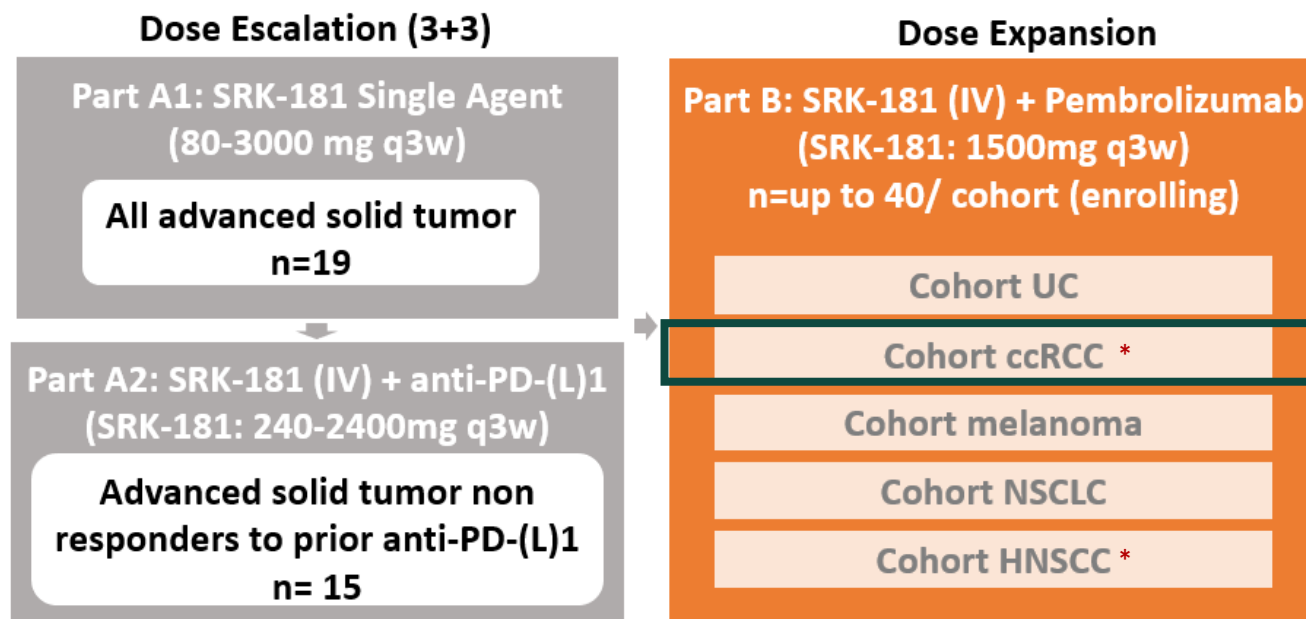 Dose Escalation (3+3)
Part A1: SRK-181 Single Agent
(80-3000 mg q3w)
All advanced solid tumor
n=19
Part A2: SRK-181 (IV) + anti-PD-(L)1
(SRK-181: 240-2400mg q3w)
Advanced solid tumor non
responders to prior anti-PD-(L)1
n= 15
Dose Expansion
Part B: SRK-181 (IV) + Pembrolizumab
(SRK-181: 1500mg q3w)
n=up to 40/ cohort (enrolling)
Cohort UC
Cohort ccRCC *
Cohort melanoma
Cohort NSCLC
Cohort HNSCC *